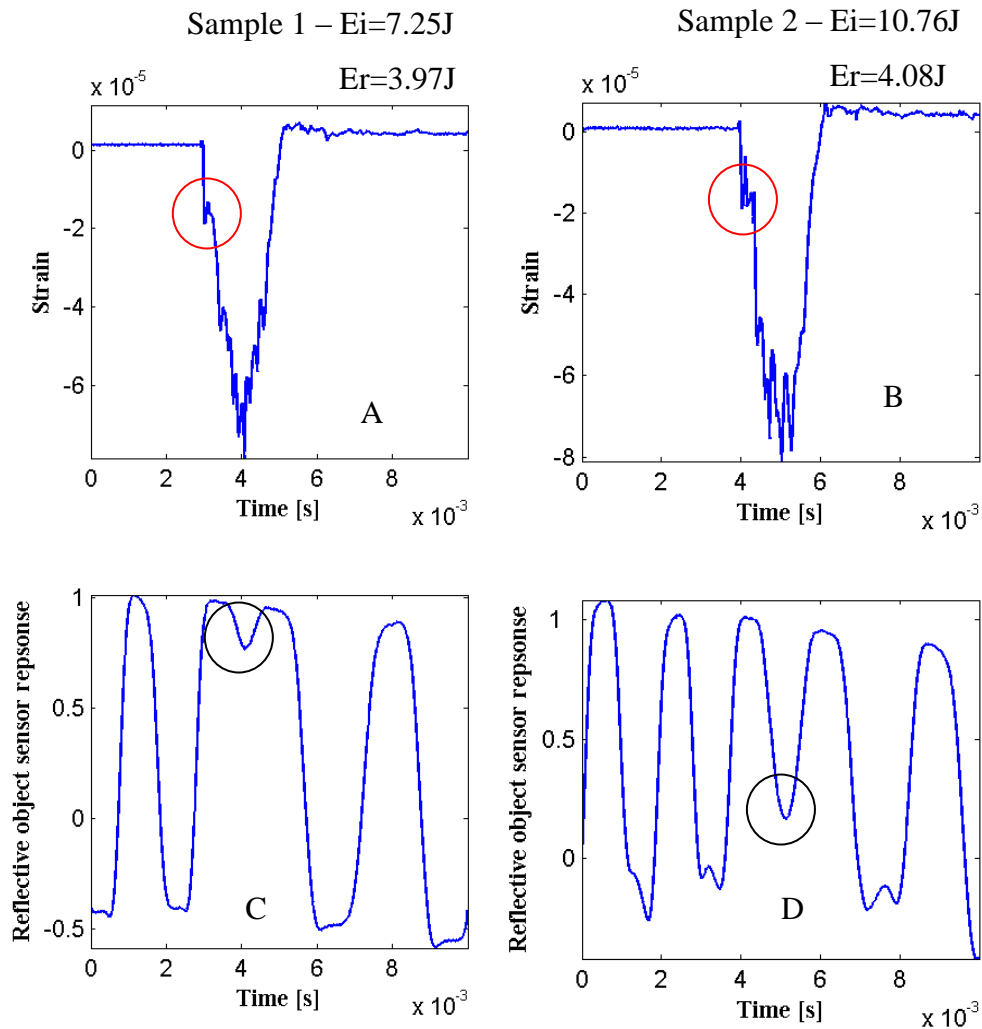 Sample 1 – Ei=7.25J
Er=3.97J
Sample 2 – Ei=10.76J
Er=4.08J
x 10-5
0
-2
-4
-6
Strain
A
0 2 4 6 8
Time [s]
x 10-3
x 10-5
0
-2
-4
-6
-8
Strain
B
0 2 4 6 8
Time [s]
x 10-3
1
0.5
0
-0.5
Reflective object sensor repsonse
C
0 2 4 6 8
Time [s]
x 10-3
1
0.5
0
Reflective object sensor repsonse
D
0 2 4 6 8
Time [s]
x 10-3